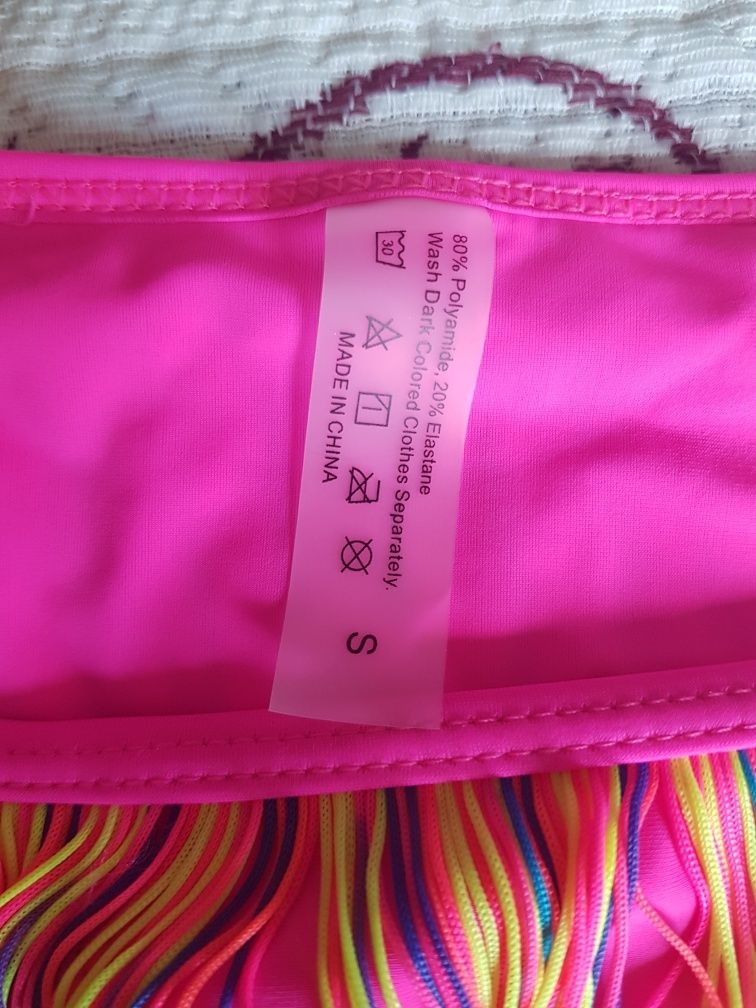 80% Polyamide, 20% Elastane
Wash Dark Colored Clothes Separately.
30
MADE IN CHINA
S